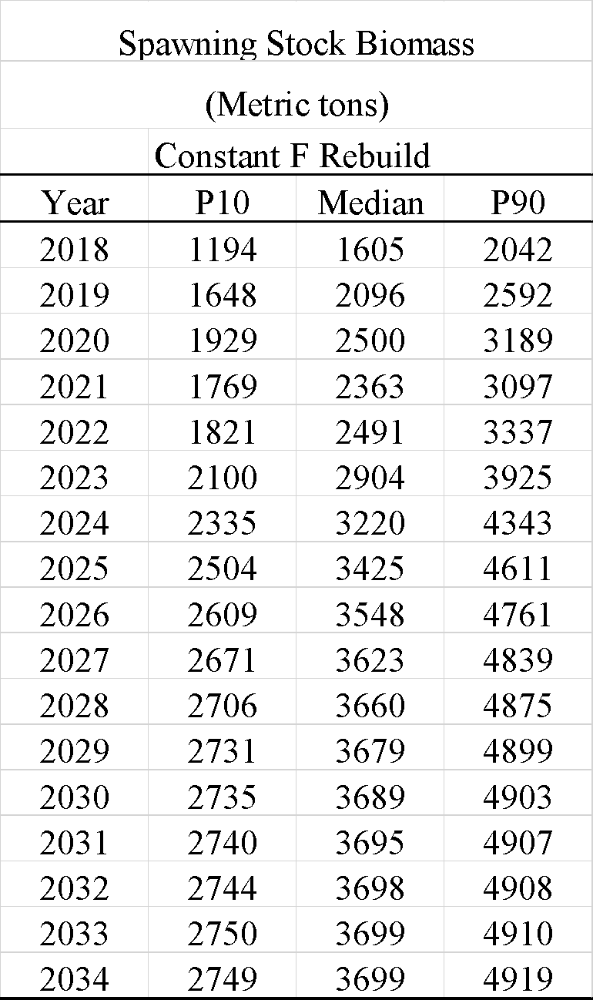 Spawning Stock Biomass
(Metric tons)
Constant F Rebuild
Year P10 Median P90
2018 1194 1605 2042
2019 1648 2096 2592
2020 1929 2500 3189
2021 1769 2363 3097
2022 1821 2491 3337
2023 2100 2904 3925
2024 2335 3220 4343
2025 2504 3425 4611
2026 2609 3548 4761
2027 2671 3623 4839
2028 2706 3660 4875
2029 2731 3679 4899
2030 2735 3689 4903
2031 2740 3695 4907
2032 2744 3698 4908
2033 2750 3699 4910
2034 2749 3699 4919